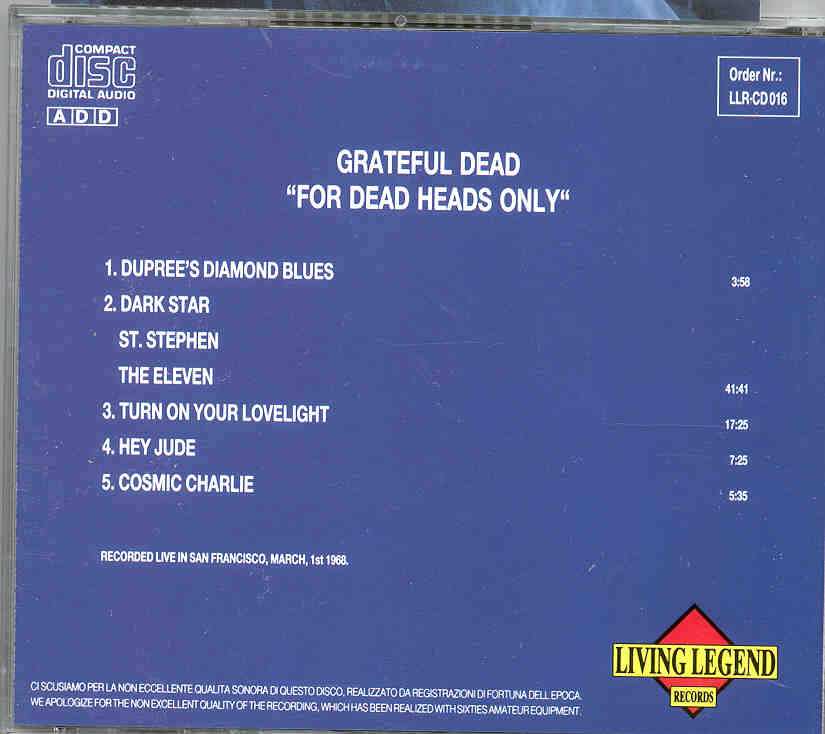 COMPACT
disc
DIGITAL AUDIO
A D D
Order Nr.:
LLR-CD 016
GRATEFUL DEAD
"FOR DEAD HEADS ONLY"
1. DUPREE'S DIAMOND BLUES 3:58
2. DARK STAR
ST. STEPHEN
THE ELEVEN 41:41
3. TURN ON YOUR LOVELIGHT 17:25
4. HEY JUDE 7:25
5. COSMIC CHARLIE 5:35
RECORDED LIVE IN SAN FRANCISCO, MARCH, 1st 1968.
LIVING LEGEND
RECORDS
CI SCUSIAMO PER LA NON ECCELLENTE QUALITA SONORA DI QUESTO DISCO, REALIZZATO DA REGISTRAZIONI DI FORTUNA DELL EPOCA.
WE APOLOGIZE FOR THE NON EXCELLENT QUALITY OF THE RECORDING, WHICH HAS BEEN REALIZED WITH SIXTIES AMATEUR EQUIPMENT.